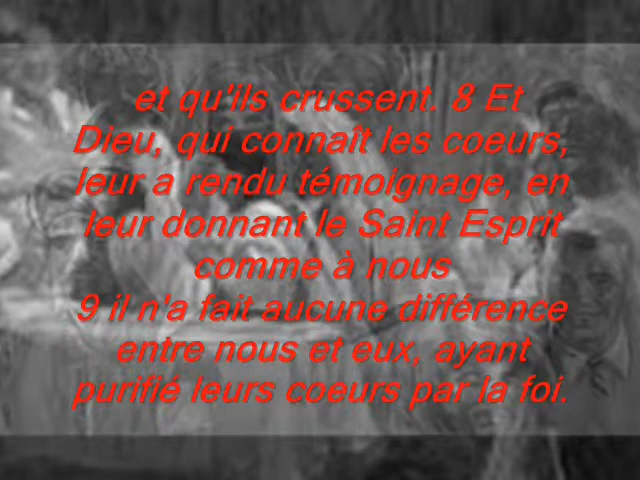 et qu'ils crussent. 8 Et
Dieu, qui connaît les coeurs,
leur a rendu témoignage, en
leur donnant le Saint Esprit
comme à nous
9 il n'a fait aucune différence
entre nous et eux, ayant
purifié leurs coeurs par la foi.